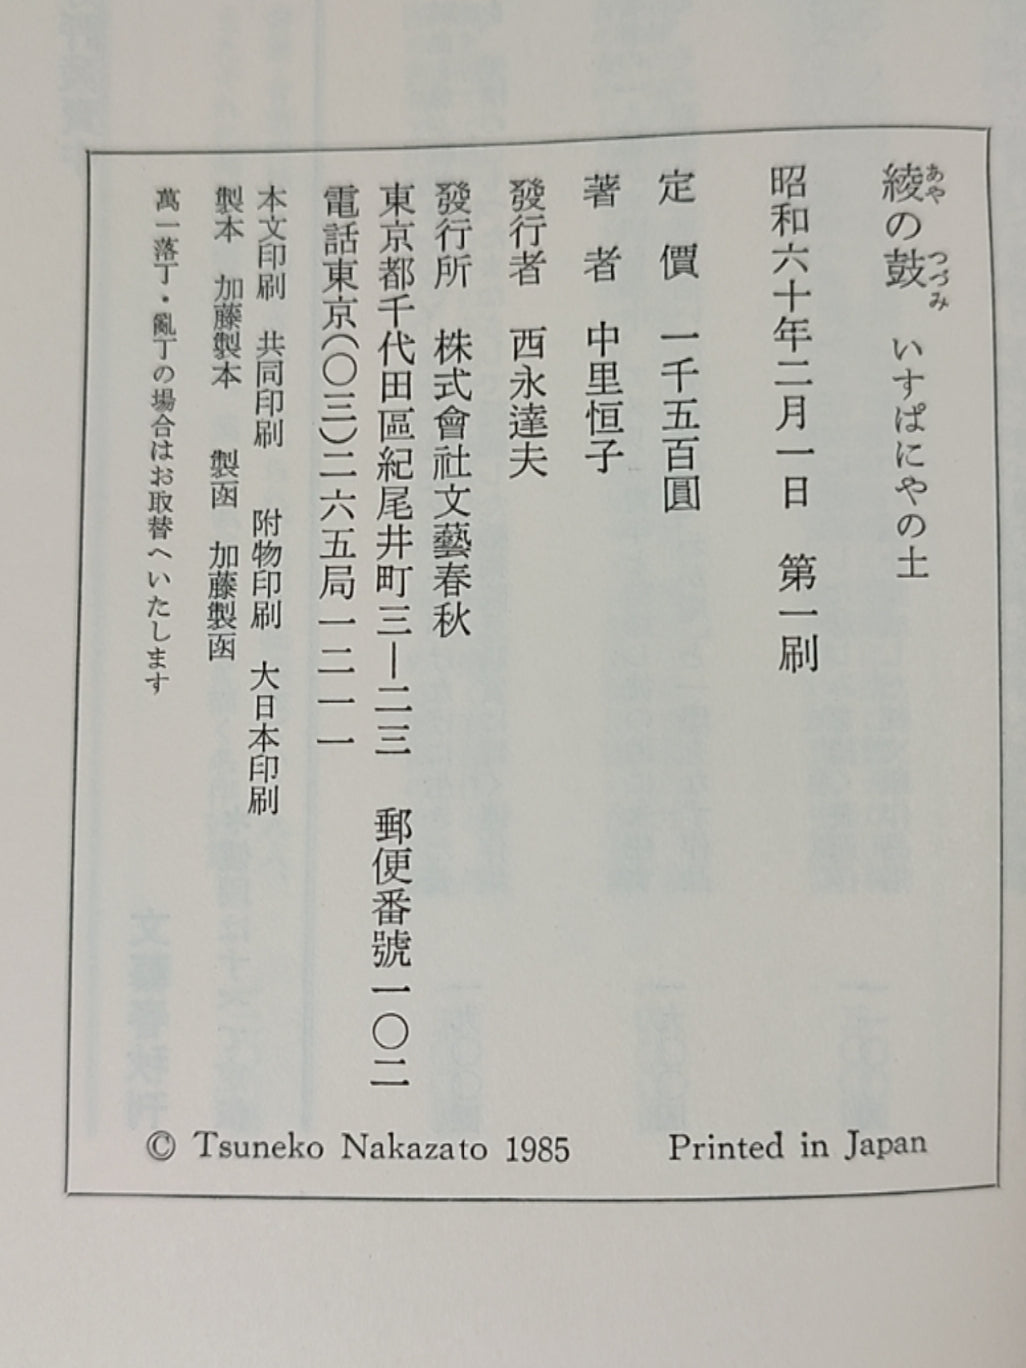 綾の鼓 いすぱにやの土
あや つづみ
昭和六十年二月一日 第一刷
定 價 一千五百圓
著 者 中里恒子
發行者 西永達夫
發行所 株式會社文藝春秋
東京都千代田區紀尾井町三―二三 郵便番號一〇二
電話東京(〇三)二六五局一二一一
本文印刷 共同印刷 附物印刷 大日本印刷
製本 加藤製本 製函 加藤製函
萬一落丁・亂丁の場合はお取替へいたします
© Tsuneko Nakazato 1985 Printed in Japan